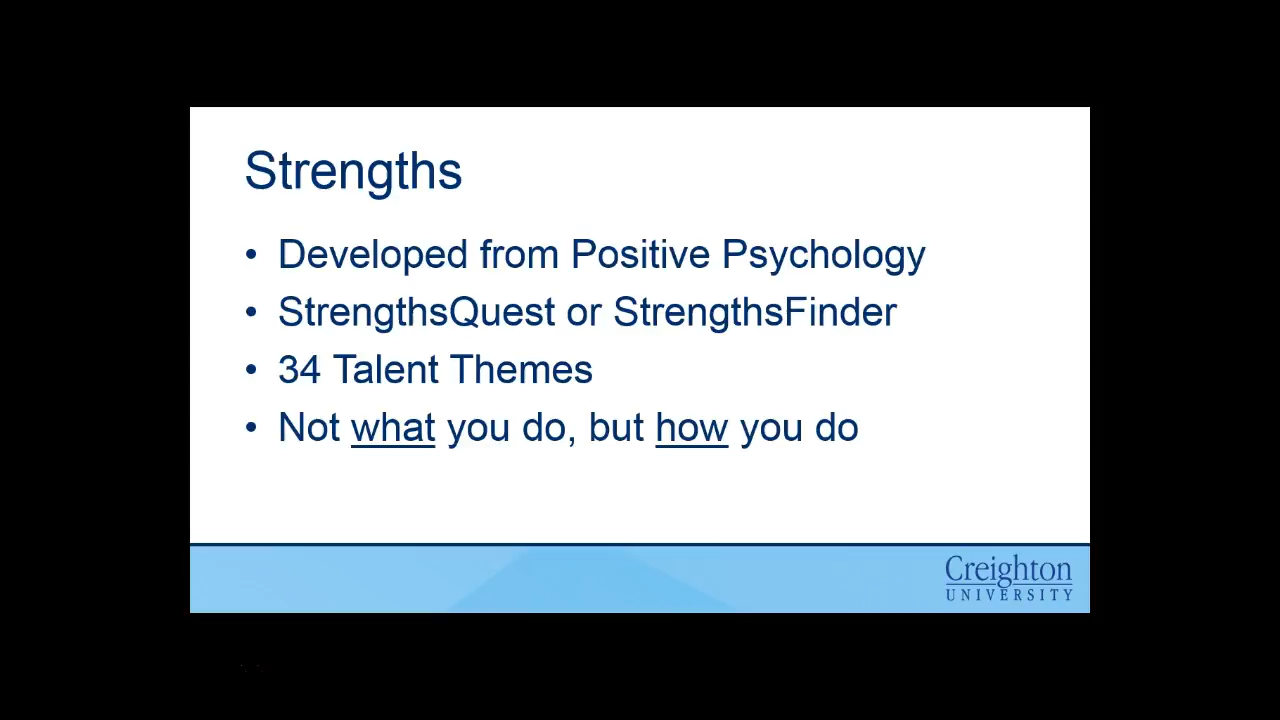 Strengths
• Developed from Positive Psychology
• StrengthsQuest or StrengthsFinder
• 34 Talent Themes
• Not what you do, but how you do
Creighton
UNIVERSITY